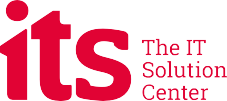 its
The IT
Solution
Center